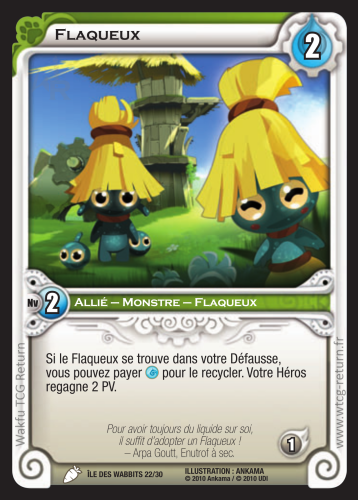 Flaqueux
2
Nv 2 Allié – Monstre – Flaqueux
Si le Flaqueux se trouve dans votre Défausse,
vous pouvez payer pour le recycler. Votre Héros
regagne 2 PV.
Pour avoir toujours du liquide sur soi,
il suffit d'adopter un Flaqueux !
– Arpa Goutt, Enutrof à sec.
1
ÎLE DES WABBITS 22/30
ILLUSTRATION : ANKAMA
© 2010 Ankama / © 2010 UDI
Wakfu TCG Return
www.wtcg-return.fr